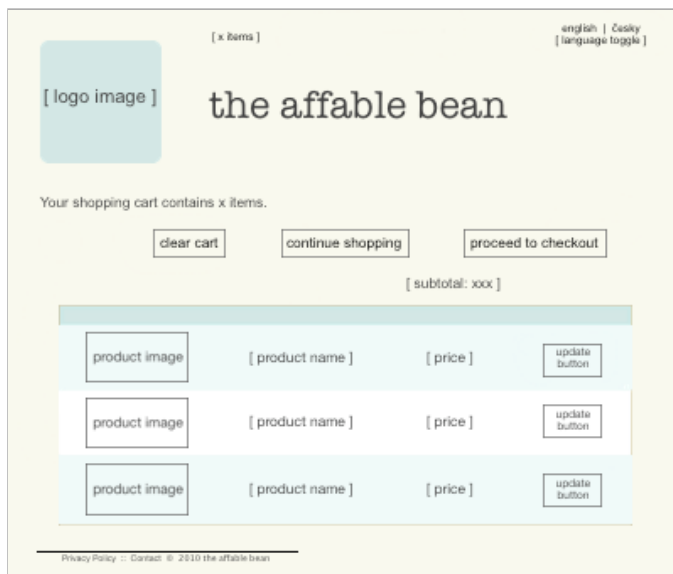 [ x items ]
english | česky
[ language toggle ]
[ logo image ]
the affable bean
Your shopping cart contains x items.
clear cart
continue shopping
proceed to checkout
[ subtotal: xxx ]
product image
[ product name ]
[ price ]
update
button
product image
[ product name ]
[ price ]
update
button
product image
[ product name ]
[ price ]
update
button
Privacy Policy :: Contact © 2010 the affable bean